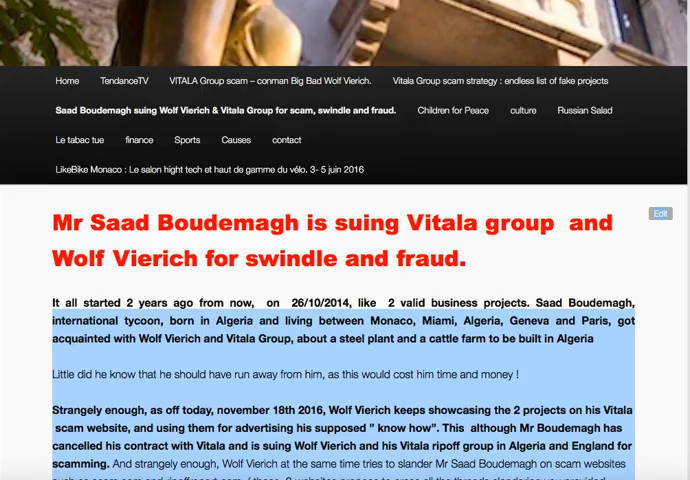 Home TendanceTV VITALA Group scam – conman Big Bad Wolf Vierich. Vitala Group scam strategy : endless list of fake projects
Saad Boudemagh suing Wolf Vierich & Vitala Group for scam, swindle and fraud. Children for Peace culture Russian Salad
Le tabac tue finance Sports Causes contact
LikeBike Monaco : Le salon hight tech et haut de gamme du vélo. 3- 5 juin 2016
Edit
Mr Saad Boudemagh is suing Vitala group and
Wolf Vierich for swindle and fraud.
It all started 2 years ago from now, on 26/10/2014, like 2 valid business projects. Saad Boudemagh,
international tycoon, born in Algeria and living between Monaco, Miami, Algeria, Geneva and Paris, got
acquainted with Wolf Vierich and Vitala Group, about a steel plant and a cattle farm to be built in Algeria
Little did he know that he should have run away from him, as this would cost him time and money !
Strangely enough, as off today, november 18th 2016, Wolf Vierich keeps showcasing the 2 projects on his Vitala
scam website, and using them for advertising his supposed " know how". This although Mr Boudemagh has
cancelled his contract with Vitala and is suing Wolf Vierich and his Vitala ripoff group in Algeria and England for
scamming. And strangely enough, Wolf Vierich at the same time tries to slander Mr Saad Boudemagh on scam websites